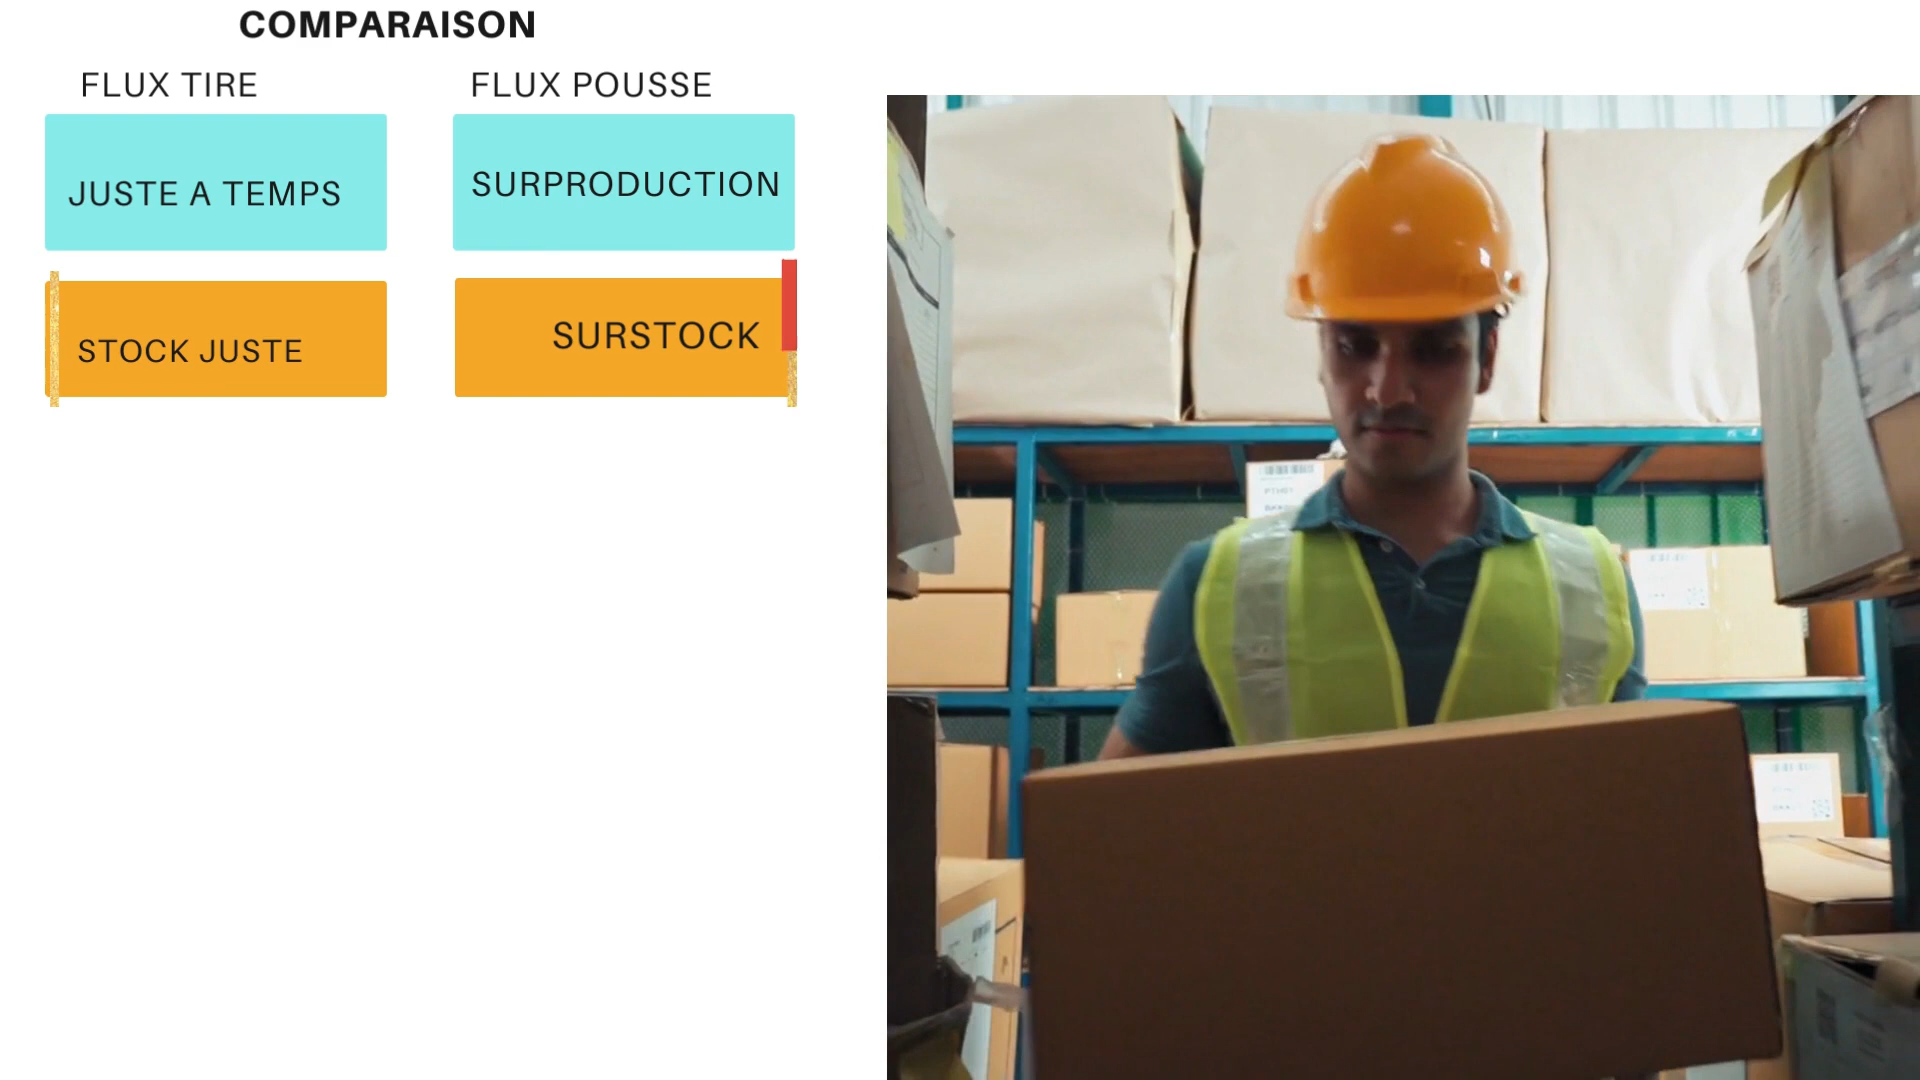 COMPARAISON
FLUX TIRE
FLUX POUSSE
JUSTE A TEMPS
SURPRODUCTION
STOCK JUSTE
SURSTOCK